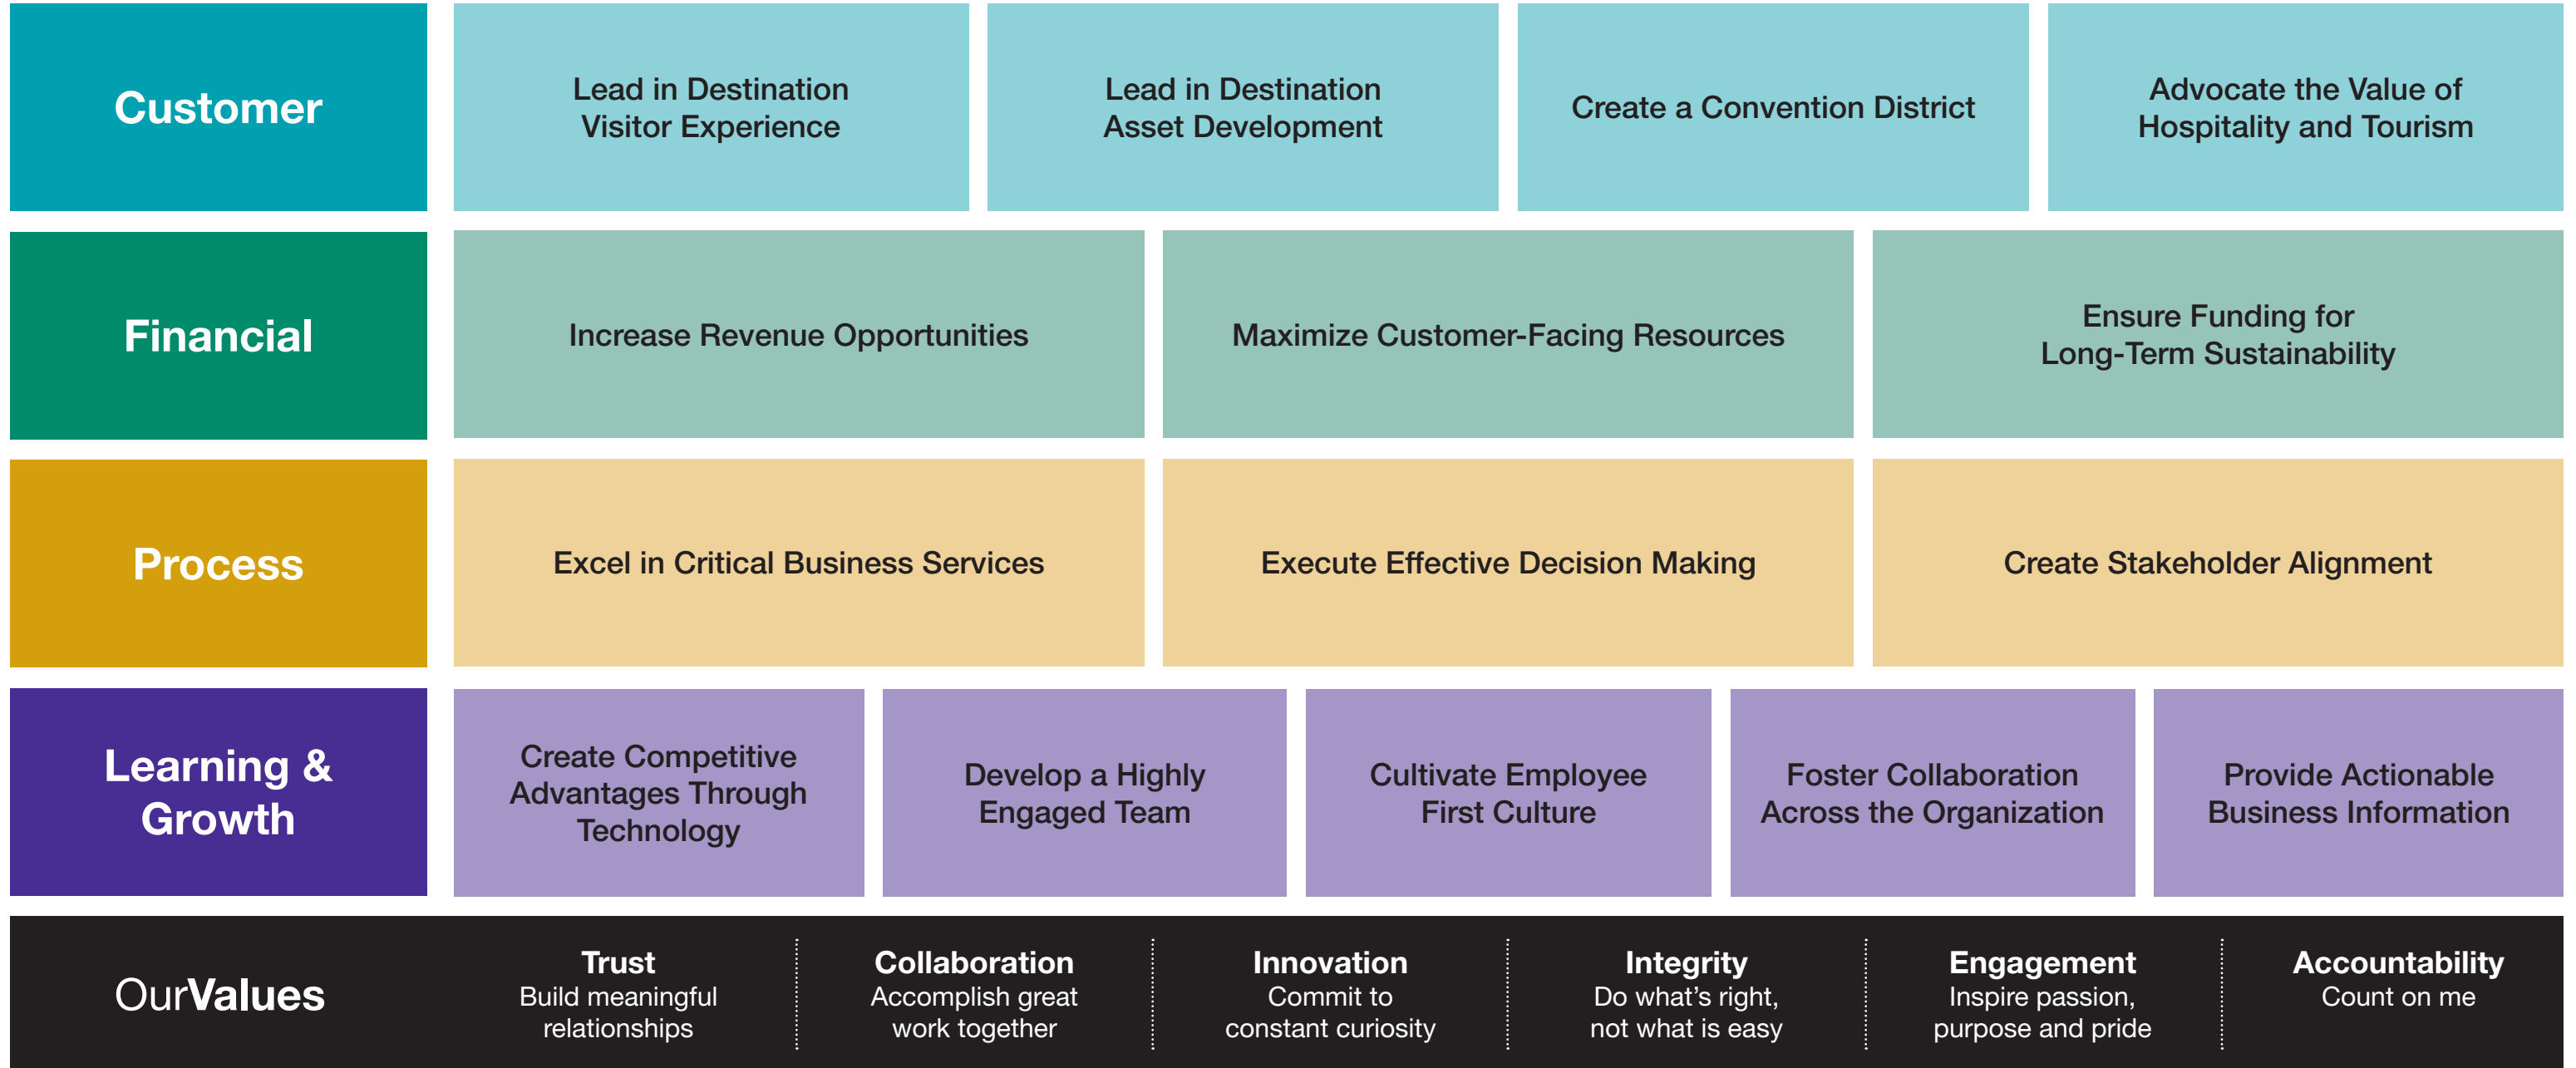 Customer
Lead in Destination
Visitor Experience
Lead in Destination
Asset Development
Create a Convention District
Advocate the Value of
Hospitality and Tourism
Financial
Increase Revenue Opportunities
Maximize Customer-Facing Resources
Ensure Funding for
Long-Term Sustainability
Process
Excel in Critical Business Services
Execute Effective Decision Making
Create Stakeholder Alignment
Learning &
Growth
Create Competitive
Advantages Through
Technology
Develop a Highly
Engaged Team
Cultivate Employee
First Culture
Foster Collaboration
Across the Organization
Provide Actionable
Business Information
OurValues
Trust
Build meaningful
relationships
Collaboration
Accomplish great
work together
Innovation
Commit to
constant curiosity
Integrity
Do what’s right,
not what is easy
Engagement
Inspire passion,
purpose and pride
Accountability
Count on me